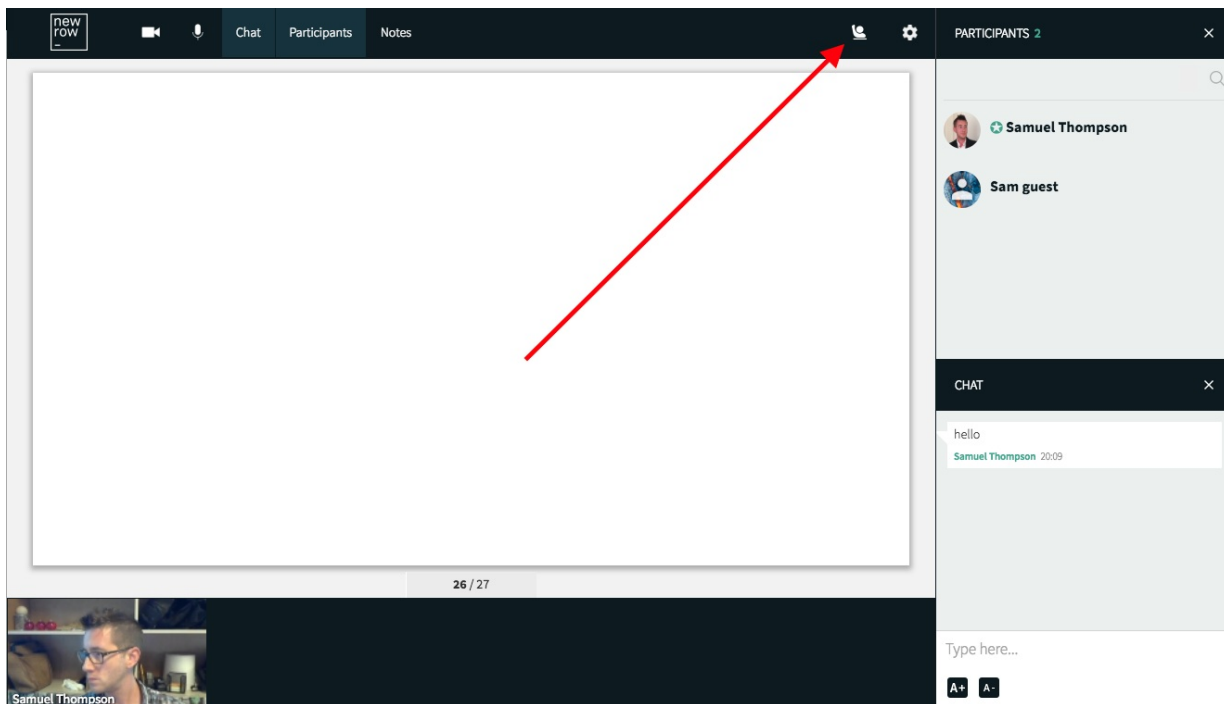 new
row
Chat
Participants
Notes
26 / 27
Samuel Thompson
PARTICIPANTS 2
Samuel Thompson
Sam guest
CHAT
hello
Samuel Thompson 20:09
Type here...
A+ A-